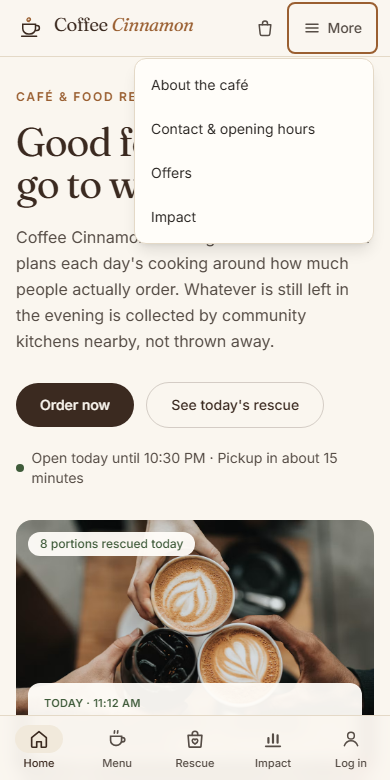 Coffee Cinnamon
More
About the café
Contact & opening hours
Offers
Impact
CAFÉ & FOOD
Good
go to
Coffee
plans each day's cooking around how much
people actually order. Whatever is still left in
the evening is collected by community
kitchens nearby, not thrown away.
Order now
See today's rescue
Open today until 10:30 PM · Pickup in about 15
minutes
8 portions rescued today
TODAY · 11:12 AM
Home
Menu
Rescue
Impact
Log in